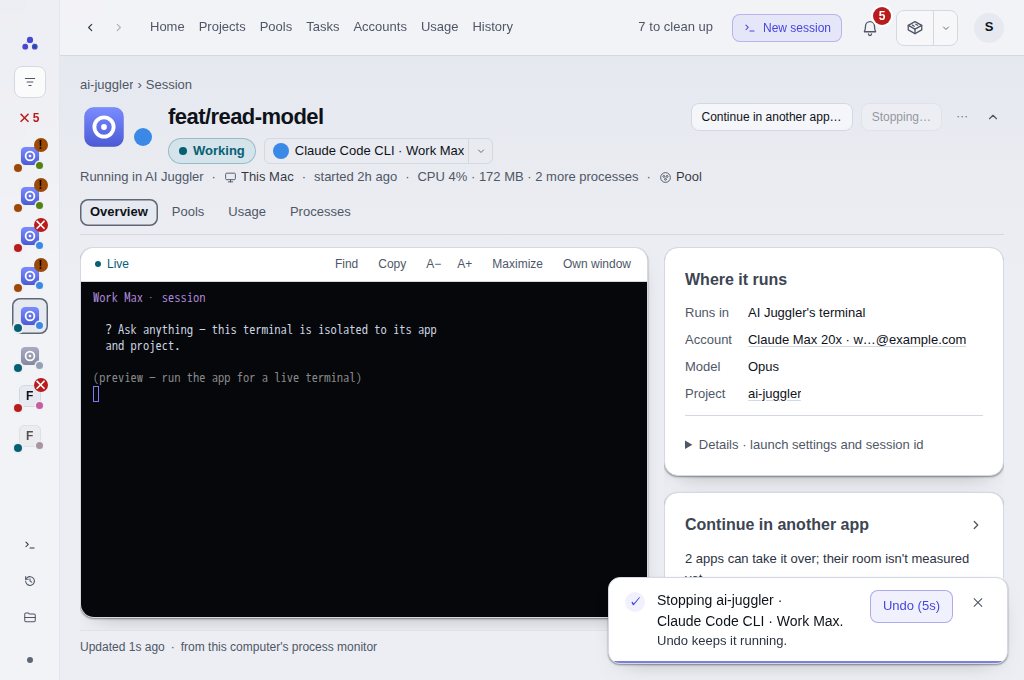 Home Projects Pools Tasks Accounts Usage History 7 to clean up New session 5 S
5
ai-juggler › Session
feat/read-model
Continue in another app… Stopping… ···
Working Claude Code CLI · Work Max
Running in AI Juggler · This Mac · started 2h ago · CPU 4% · 172 MB · 2 more processes · Pool
Overview Pools Usage Processes
Live Find Copy A− A+ Maximize Own window
Work Max · session
? Ask anything — this terminal is isolated to its app
and project.
(preview — run the app for a live terminal)
Where it runs
Runs in AI Juggler's terminal
Account Claude Max 20x · w…@example.com
Model Opus
Project ai-juggler
Details · launch settings and session id
Continue in another app
2 apps can take it over; their room isn't measured
F
F
Stopping ai-juggler ·
Claude Code CLI · Work Max.
Undo keeps it running.
Undo (5s)
Updated 1s ago · from this computer's process monitor